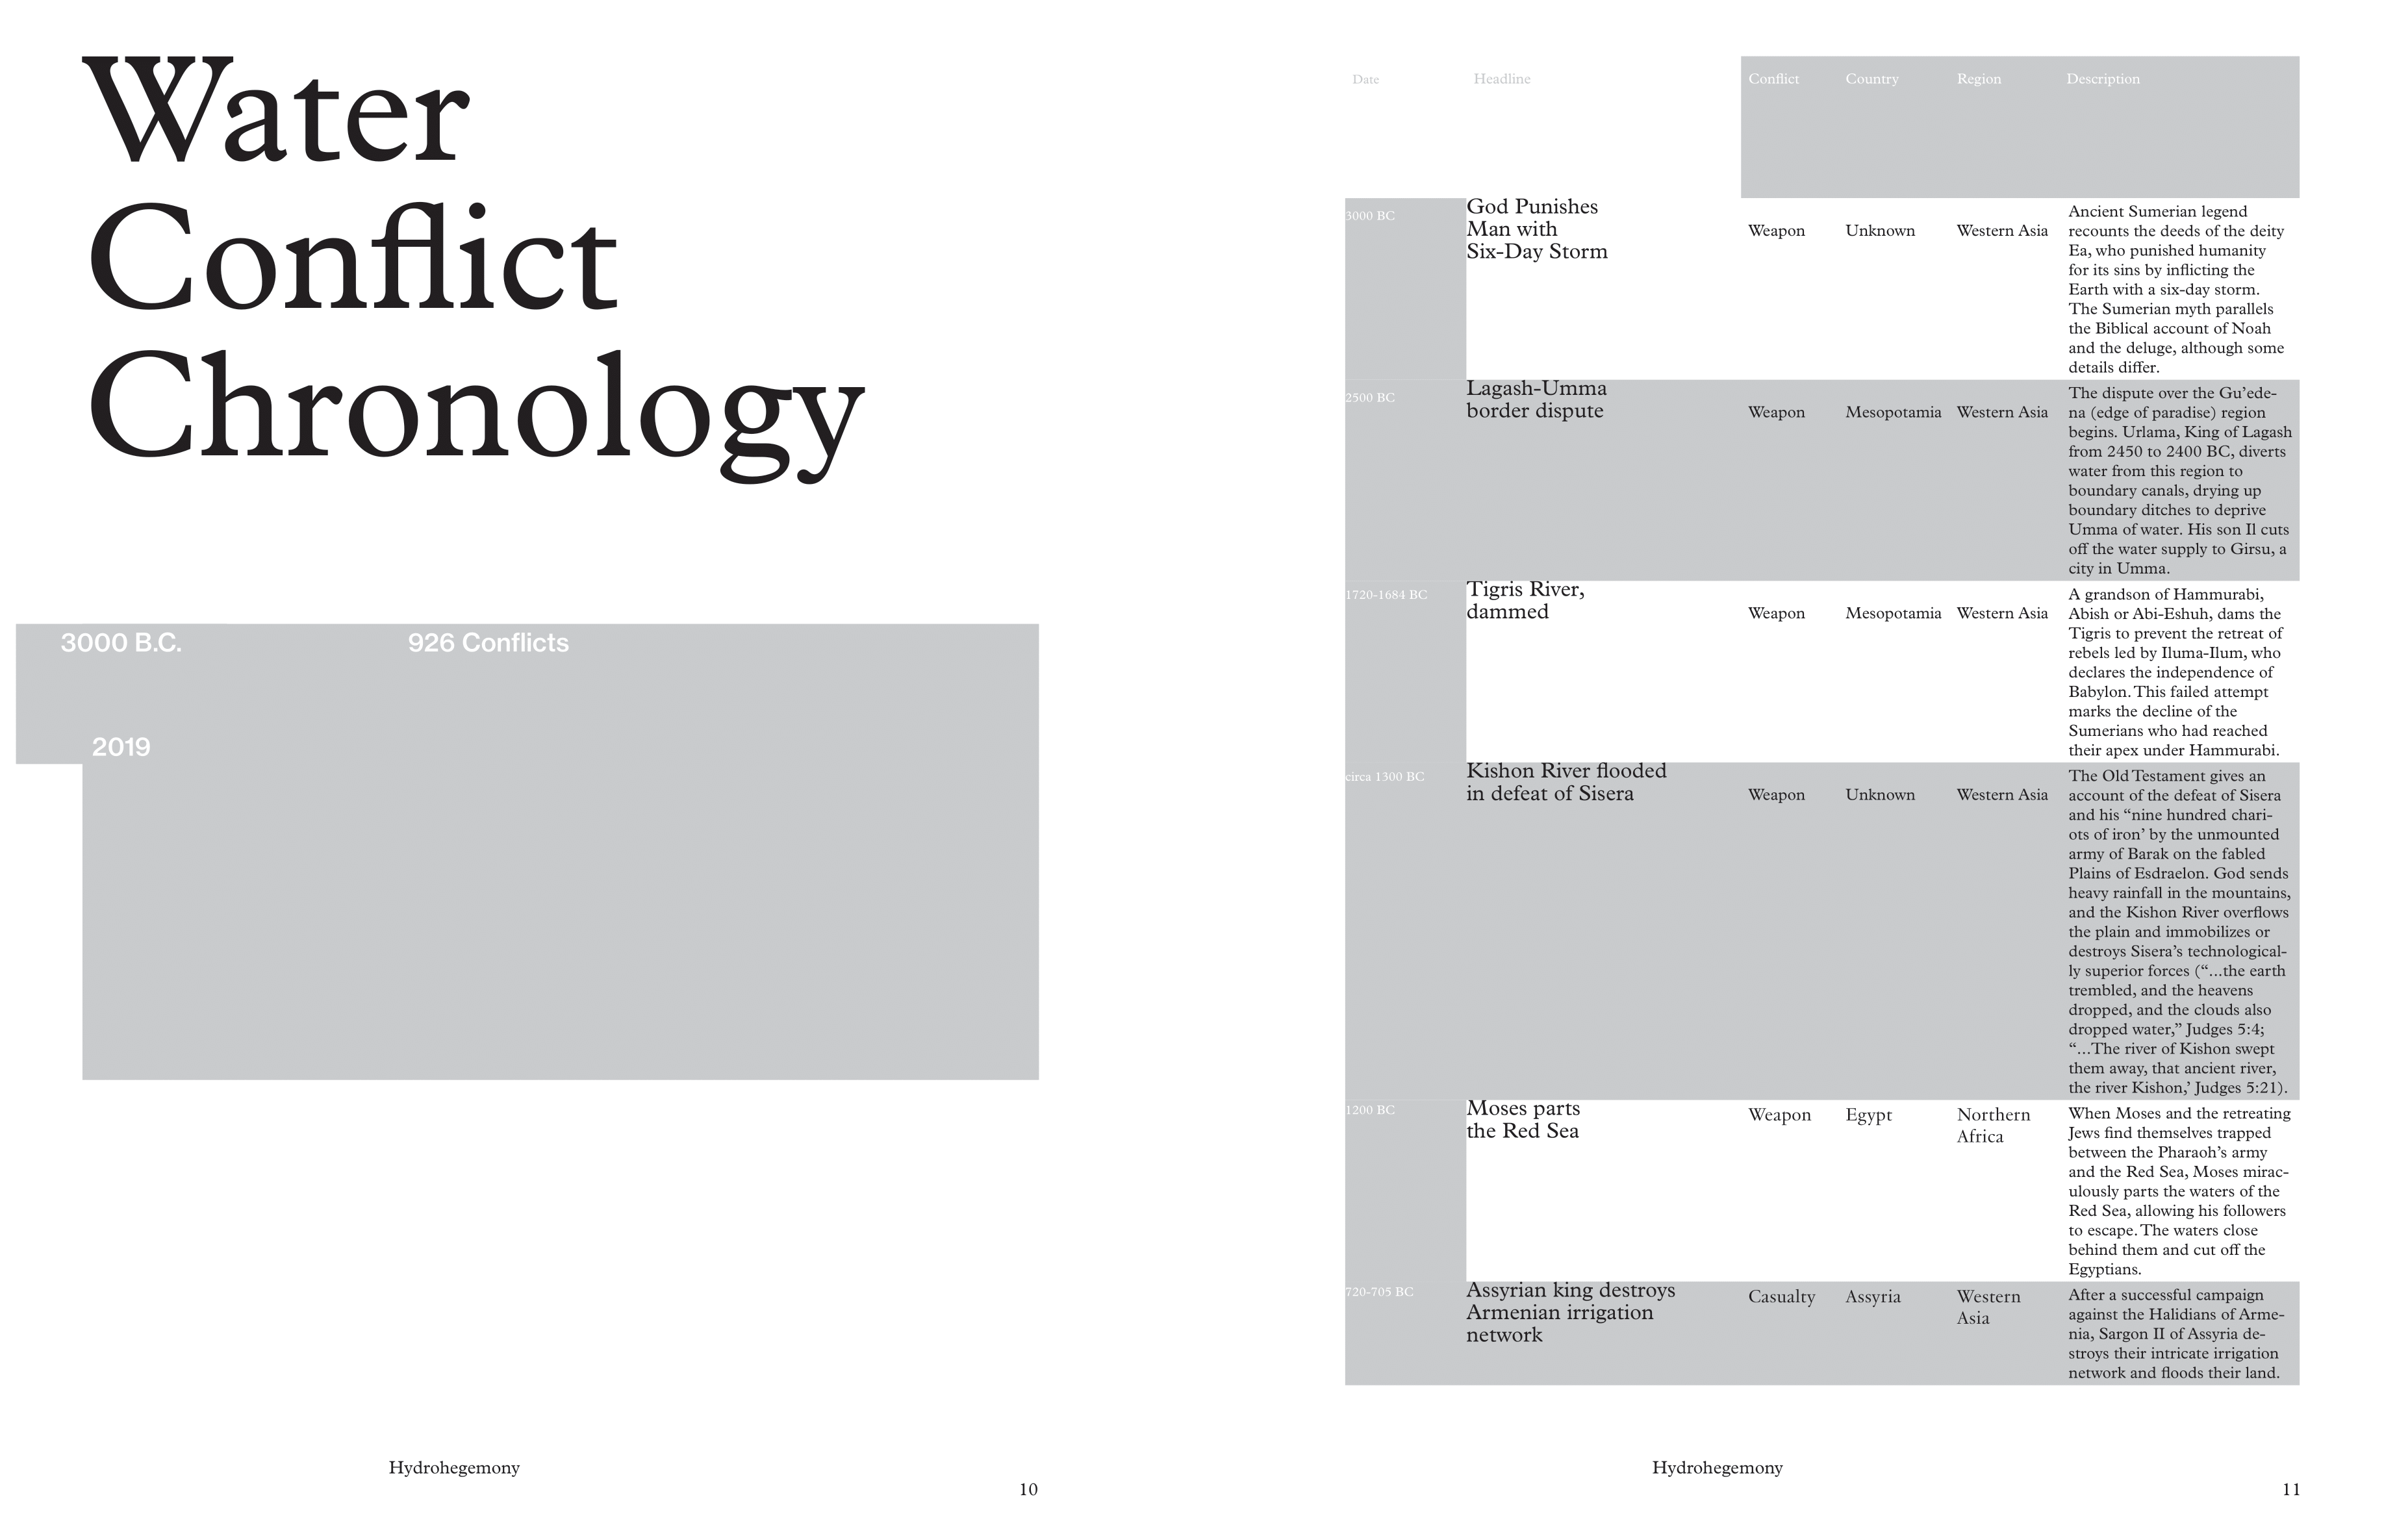 Water
Conflict
Chronology
3000 B.C.
926 Conflicts
2019
Hydrohegemony
10
Date
Headline
Conflict
Country
Region
Description
3000 BC
God Punishes
Man with
Six-Day Storm
Weapon
Unknown
Western Asia
Ancient Sumerian legend
recounts the deeds of the deity
Ea, who punished humanity
for its sins by inflicting the
Earth with a six-day storm.
The Sumerian myth parallels
the Biblical account of Noah
and the deluge, although some
details differ.
2500 BC
Lagash-Umma
border dispute
Weapon
Mesopotamia
Western Asia
The dispute over the Gu’ede-
na (edge of paradise) region
begins. Urlama, King of Lagash
from 2450 to 2400 BC, diverts
water from this region to
boundary canals, drying up
boundary ditches to deprive
Umma of water. His son Il cuts
off the water supply to Girsu, a
city in Umma.
1720-1684 BC
Tigris River,
dammed
Weapon
Mesopotamia
Western Asia
A grandson of Hammurabi,
Abish or Abi-Eshuh, dams the
Tigris to prevent the retreat of
rebels led by Iluma-Ilum, who
declares the independence of
Babylon. This failed attempt
marks the decline of the
Sumerians who had reached
their apex under Hammurabi.
circa 1300 BC
Kishon River flooded
in defeat of Sisera
Weapon
Unknown
Western Asia
The Old Testament gives an
account of the defeat of Sisera
and his “nine hundred chari-
ots of iron’ by the unmounted
army of Barak on the fabled
Plains of Esdraelon. God sends
heavy rainfall in the mountains,
and the Kishon River overflows
the plain and immobilizes or
destroys Sisera’s technological-
ly superior forces (“...the earth
trembled, and the heavens
dropped, and the clouds also
dropped water,” Judges 5:4;
“...The river of Kishon swept
them away, that ancient river,
the river Kishon,’ Judges 5:21).
1200 BC
Moses parts
the Red Sea
Weapon
Egypt
Northern
Africa
When Moses and the retreating
Jews find themselves trapped
between the Pharaoh’s army
and the Red Sea, Moses mirac-
ulously parts the waters of the
Red Sea, allowing his followers
to escape. The waters close
behind them and cut off the
Egyptians.
720-705 BC
Assyrian king destroys
Armenian irrigation
network
Casualty
Assyria
Western
Asia
After a successful campaign
against the Halidians of Arme-
nia, Sargon II of Assyria de-
stroys their intricate irrigation
network and floods their land.
Hydrohegemony
11